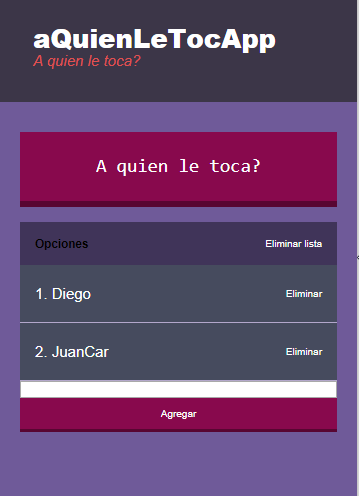 aQuienLeTocApp
A quien le toca?
A quien le toca?
Opciones Eliminar lista
1. Diego Eliminar
2. JuanCar Eliminar
Agregar